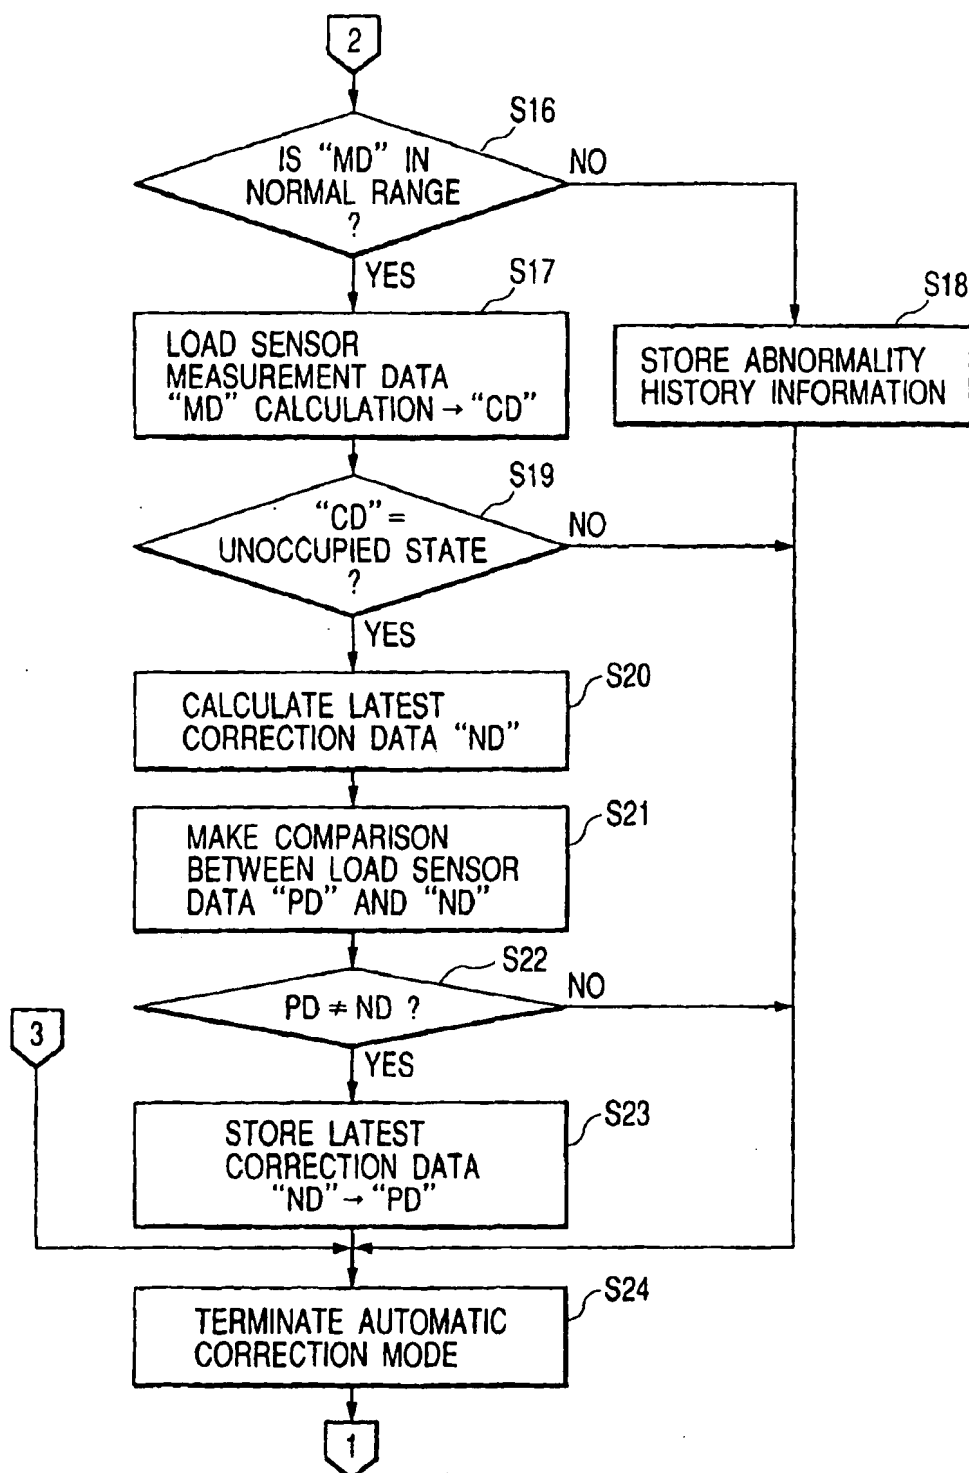 2
S16
IS “MD” IN
NORMAL RANGE
?
NO
YES
S17
LOAD SENSOR
MEASUREMENT DATA
“MD” CALCULATION → “CD”
S18
STORE ABNORMALITY
HISTORY INFORMATION
S19
“CD” =
UNOCCUPIED STATE
?
NO
YES
S20
CALCULATE LATEST
CORRECTION DATA “ND”
S21
MAKE COMPARISON
BETWEEN LOAD SENSOR
DATA “PD” AND “ND”
S22
PD ≠ ND ?
NO
YES
3
S23
STORE LATEST
CORRECTION DATA
“ND” → “PD”
S24
TERMINATE AUTOMATIC
CORRECTION MODE
1